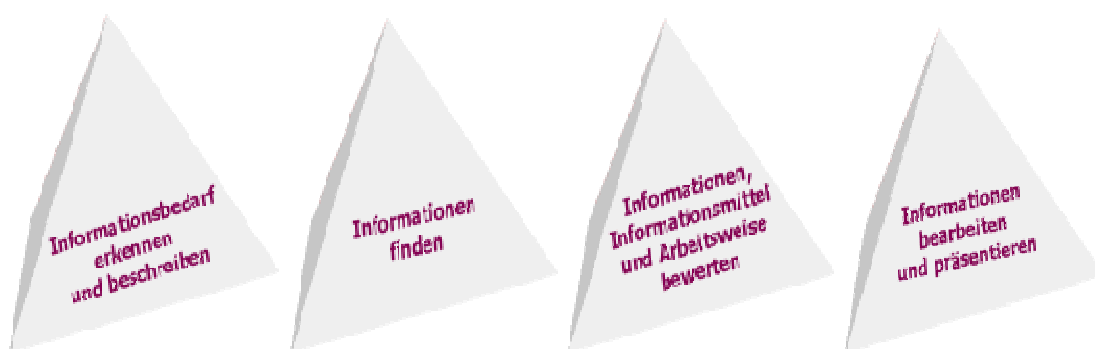 Informationsbedarf
erkennen
und beschreiben
Informationen
finden
Informationen,
Informationsmittel
und Arbeitsweise
bewerten
Informationen
bearbeiten
und präsentieren